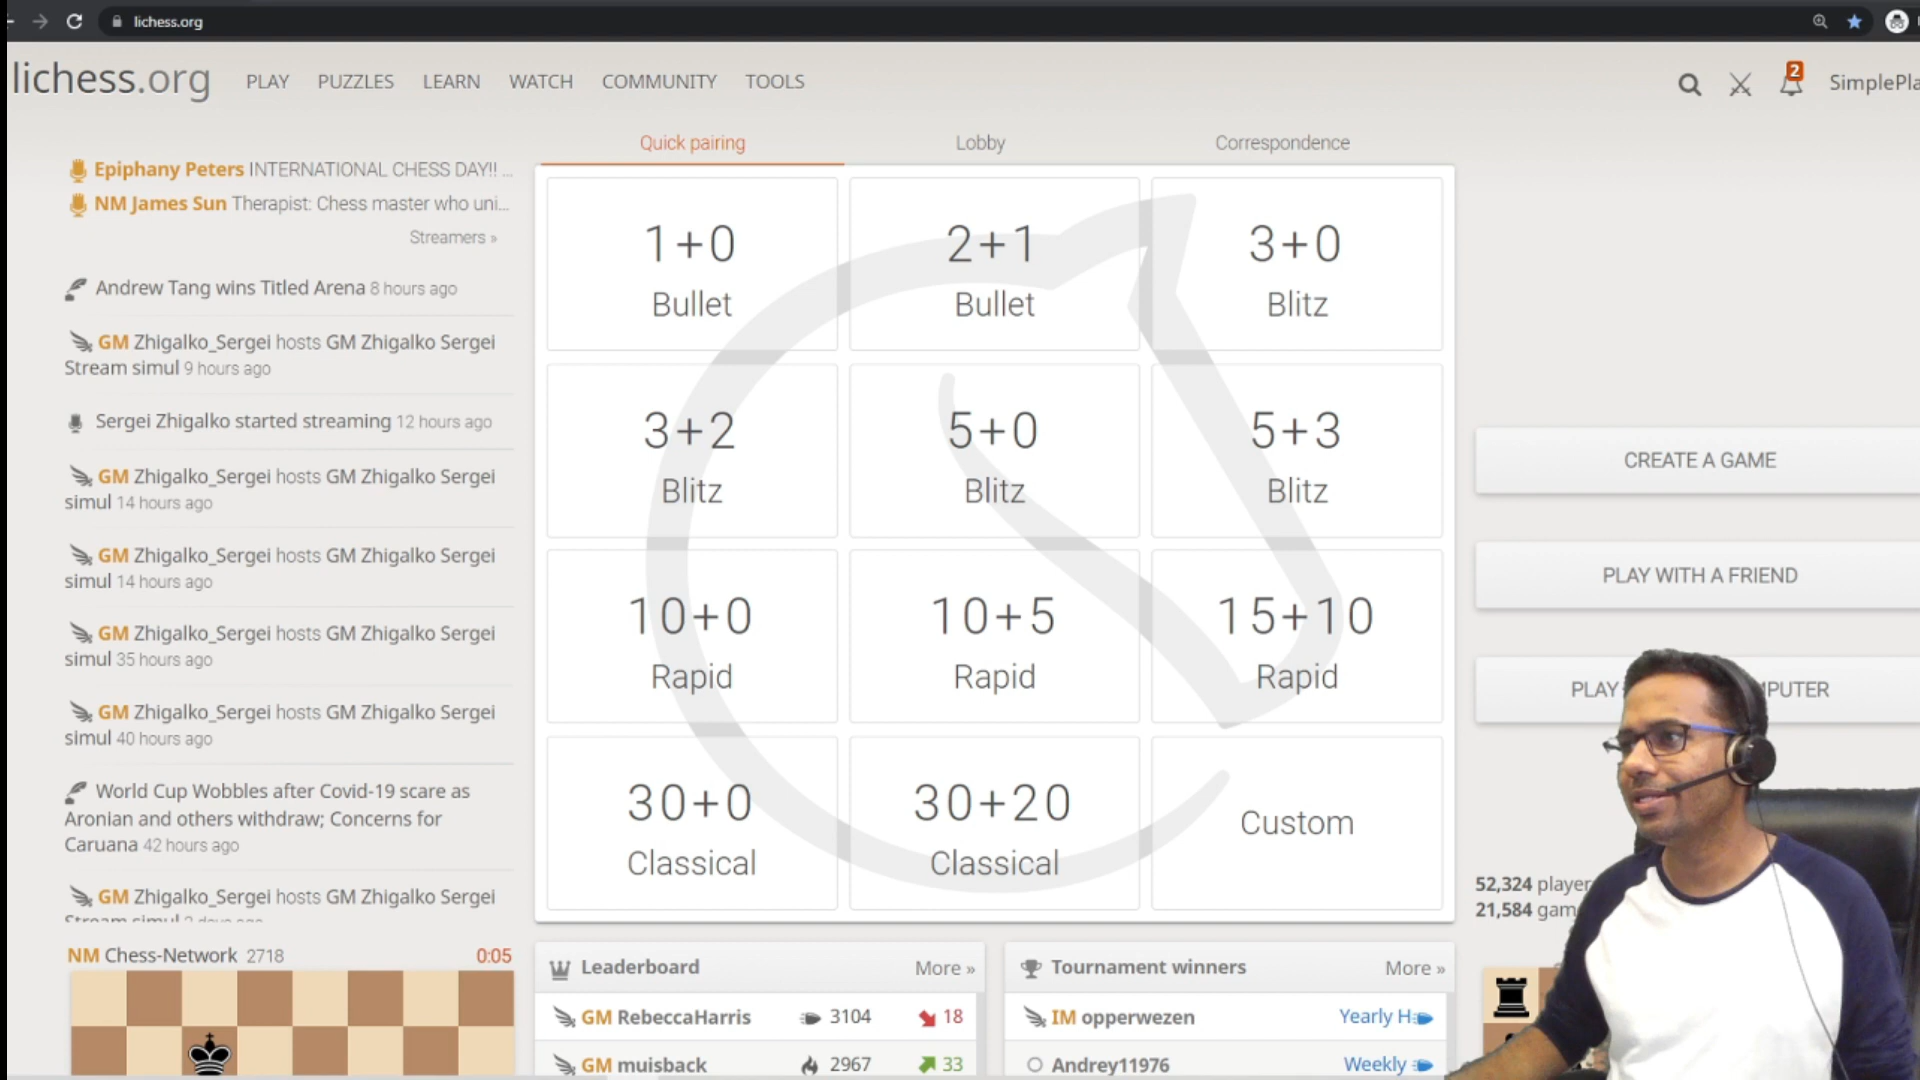 lichess.org
lichess.org PLAY PUZZLES LEARN WATCH COMMUNITY TOOLS 2 SimplePla
Quick pairing Lobby Correspondence
Epiphany Peters INTERNATIONAL CHESS DAY!! ...
NM James Sun Therapist: Chess master who uni...
Streamers »
Andrew Tang wins Titled Arena 8 hours ago
GM Zhigalko_Sergei hosts GM Zhigalko Sergei
Stream simul 9 hours ago
Sergei Zhigalko started streaming 12 hours ago
GM Zhigalko_Sergei hosts GM Zhigalko Sergei
simul 14 hours ago
GM Zhigalko_Sergei hosts GM Zhigalko Sergei
simul 14 hours ago
GM Zhigalko_Sergei hosts GM Zhigalko Sergei
simul 35 hours ago
GM Zhigalko_Sergei hosts GM Zhigalko Sergei
simul 40 hours ago
World Cup Wobbles after Covid-19 scare as
Aronian and others withdraw; Concerns for
Caruana 42 hours ago
GM Zhigalko_Sergei hosts GM Zhigalko Sergei
Stream simul 2 days ago
1+0
Bullet
2+1
Bullet
3+0
Blitz
3+2
Blitz
5+0
Blitz
5+3
Blitz
10+0
Rapid
10+5
Rapid
15+10
Rapid
30+0
Classical
30+20
Classical
Custom
CREATE A GAME
PLAY WITH A FRIEND
PLAY MPUTER
52,324 player
21,584 gam
NM Chess-Network 2718 0:05
Leaderboard More »
GM RebeccaHarris 3104 18
GM muisback 2967 33
Tournament winners More »
IM opperwezen Yearly H
Andrey11976 Weekly